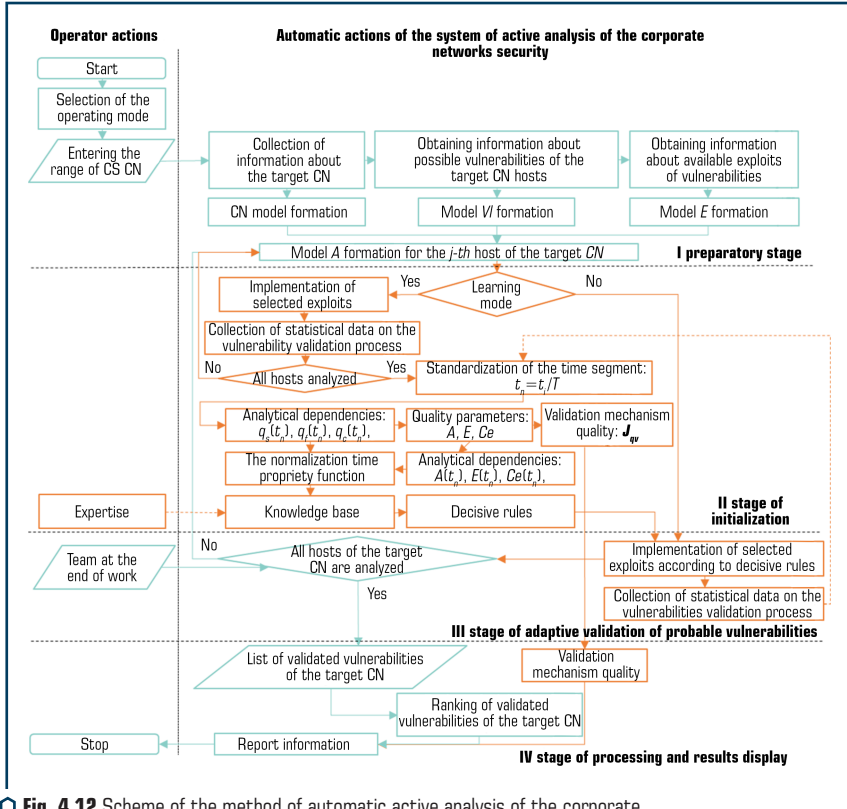 Operator actions
Automatic actions of the system of active analysis of the corporate
networks security
Start
Selection of the
operating mode
Entering the
range of CS CN
Collection of
information about
the target CN
Obtaining information about
possible vulnerabilities of the
target CN hosts
Obtaining information
about available exploits
of vulnerabilities
CN model formation
Model VI formation
Model E formation
Model A formation for the j-th host of the target CN
I preparatory stage
Learning
mode
Yes
No
Implementation of
selected exploits
Collection of statistical data on the
vulnerability validation process
No
All hosts analyzed
Yes
Standardization of the time segment:
tn=ti/T
Analytical dependencies:
qs(tn), qf(tn), qc(tn),
Quality parameters:
A, E, Ce
Validation mechanism
quality: Jqv
The normalization time
propriety function
Analytical dependencies:
A(tn), E(tn), Ce(tn),
Expertise
Knowledge base
Decisive rules
II stage of
initialization
No
All hosts of the target
CN are analyzed
Team at the
end of work
Implementation of selected
exploits according to decisive rules
Yes
Collection of statistical data on the
vulnerabilities validation process
III stage of adaptive validation of probable vulnerabilities
List of validated vulnerabilities
of the target CN
Validation
mechanism quality
Ranking of validated
vulnerabilities of the target CN
Stop
Report information
IV stage of processing and results display
Fig. 4.12 Scheme of the method of automatic active analysis of the corporate